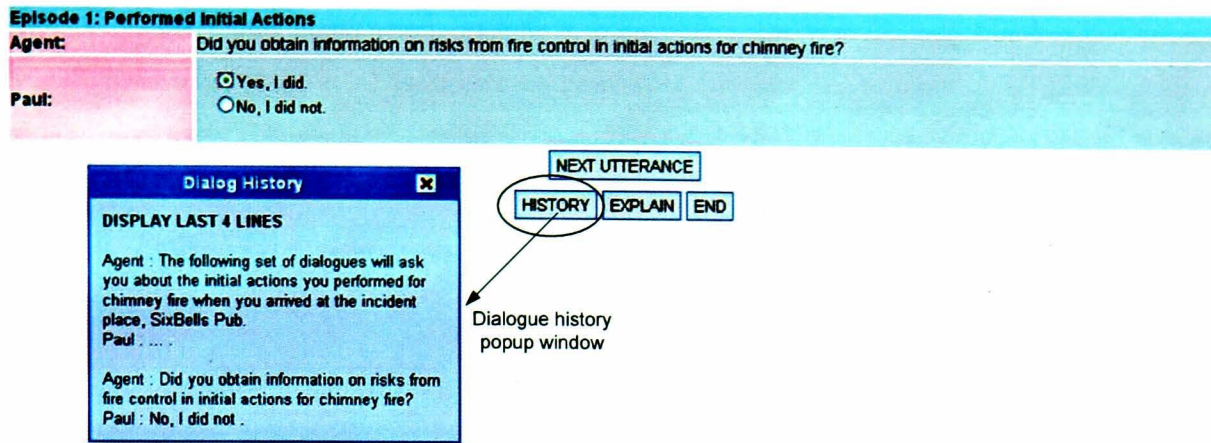 Episode 1: Performed Initial Actions
Agent: Did you obtain information on risks from fire control in initial actions for chimney fire?
Paul:
Yes, I did.
No, I did not.
NEXT UTTERANCE
HISTORY EXPLAIN END
Dialog History
DISPLAY LAST 4 LINES
Agent : The following set of dialogues will ask
you about the initial actions you performed for
chimney fire when you arrived at the incident
place, SixBells Pub.
Paul : ... .
Agent : Did you obtain information on risks from
fire control in initial actions for chimney fire?
Paul : No, I did not .
Dialogue history
popup window